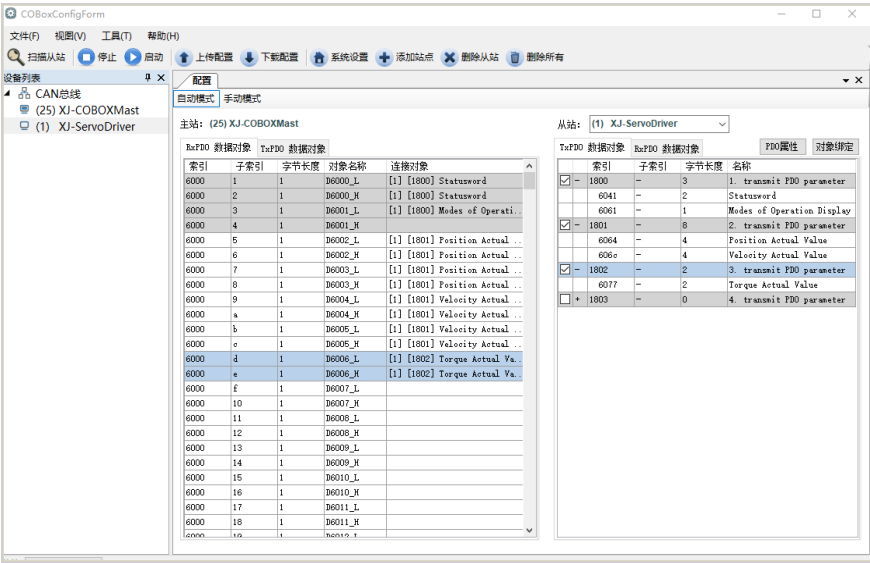 COBoxConfigForm
文件(F) 视图(V) 工具(T) 帮助(H)
扫描从站 停止 启动 上传配置 下载配置 系统设置 添加站点 删除从站 删除所有
设备列表
CAN总线
(25) XJ-COBOXMast
(1) XJ-ServoDriver
配置
自动模式 手动模式
主站: (25) XJ-COBOXMast
RxPDO 数据对象 TxPDO 数据对象
索引 子索引 字节长度 对象名称 连接对象
6000 1 1 D6000_L [1] [1800] Statusword
6000 2 1 D6000_H [1] [1800] Statusword
6000 3 1 D6001_L [1] [1800] Modes of Operati..
6000 4 1 D6001_H
6000 5 1 D6002_L [1] [1801] Position Actual ..
6000 6 1 D6002_H [1] [1801] Position Actual ..
6000 7 1 D6003_L [1] [1801] Position Actual ..
6000 8 1 D6003_H [1] [1801] Position Actual ..
6000 9 1 D6004_L [1] [1801] Velocity Actual ..
6000 a 1 D6004_H [1] [1801] Velocity Actual ..
6000 b 1 D6005_L [1] [1801] Velocity Actual ..
6000 c 1 D6005_H [1] [1801] Velocity Actual ..
6000 d 1 D6006_L [1] [1802] Torque Actual Va..
6000 e 1 D6006_H [1] [1802] Torque Actual Va..
6000 f 1 D6007_L
6000 10 1 D6007_H
6000 11 1 D6008_L
6000 12 1 D6008_H
6000 13 1 D6009_L
6000 14 1 D6009_H
6000 15 1 D6010_L
6000 16 1 D6010_H
6000 17 1 D6011_L
6000 18 1 D6011_H
6000 19 1 D6012_L
从站: (1) XJ-ServoDriver
TxPDO 数据对象 RxPDO 数据对象 PDO属性 对象绑定
索引 子索引 字节长度 名称
- 1800 - 3 1. transmit PDO parameter
6041 - 2 Statusword
6061 - 1 Modes of Operation Display
- 1801 - 8 2. transmit PDO parameter
6064 - 4 Position Actual Value
606c - 4 Velocity Actual Value
- 1802 - 2 3. transmit PDO parameter
6077 - 2 Torque Actual Value
+ 1803 - 0 4. transmit PDO parameter